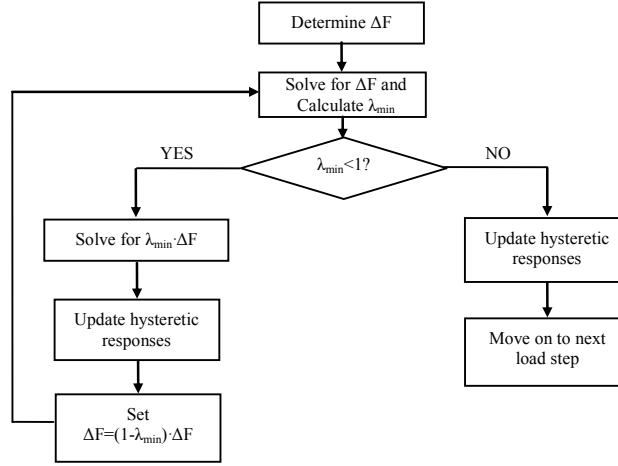 Determine ΔF
Solve for ΔF and
Calculate λmin
YES
λmin<1?
NO
Solve for λmin·ΔF
Update hysteretic
responses
Update hysteretic
responses
Move on to next
load step
Set
ΔF=(1-λmin)·ΔF